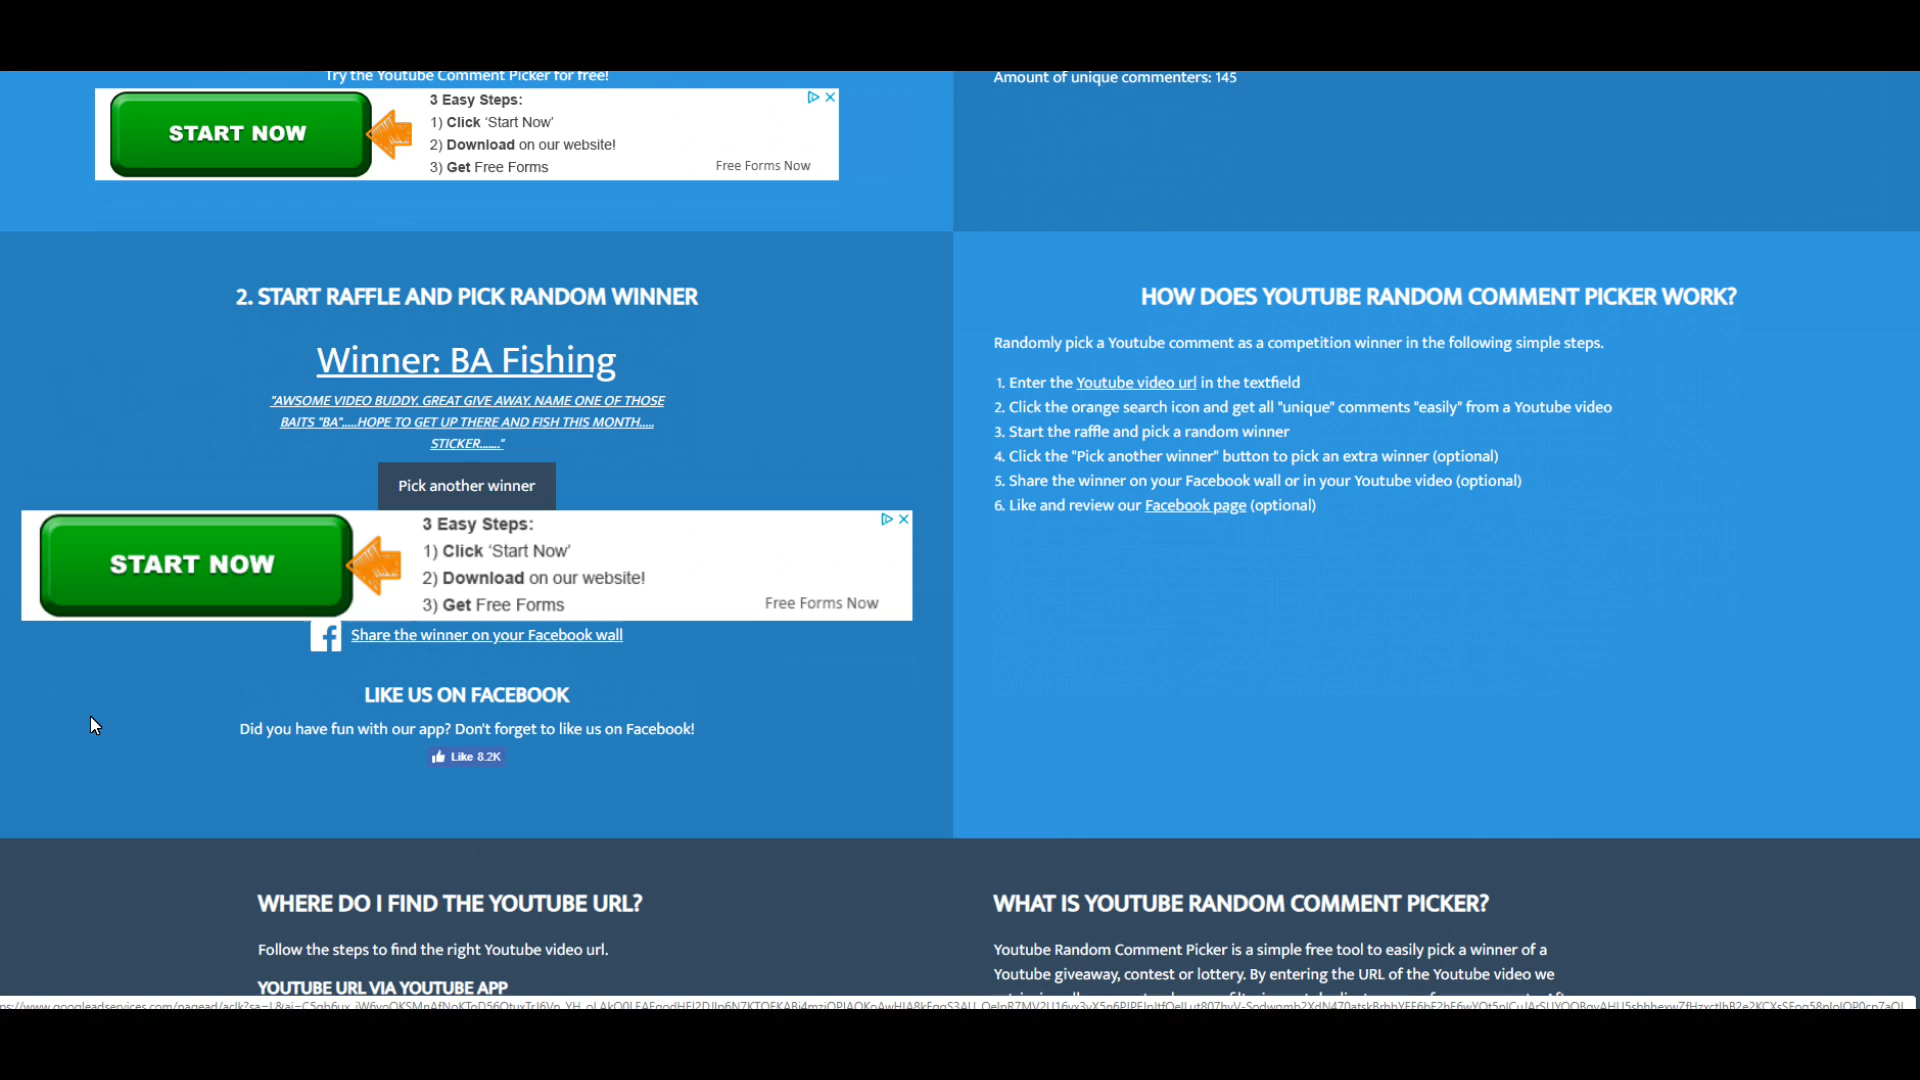 Try the Youtube Comment Picker for free!
START NOW
3 Easy Steps:
1) Click ‘Start Now’
2) Download on our website!
3) Get Free Forms
Free Forms Now
Amount of unique commenters: 145
2. START RAFFLE AND PICK RANDOM WINNER
Winner: BA Fishing
"AWSOME VIDEO BUDDY. GREAT GIVE AWAY. NAME ONE OF THOSE
BAITS "BA".....HOPE TO GET UP THERE AND FISH THIS MONTH.....
STICKER......."
Pick another winner
START NOW
3 Easy Steps:
1) Click ‘Start Now’
2) Download on our website!
3) Get Free Forms
Free Forms Now
Share the winner on your Facebook wall
LIKE US ON FACEBOOK
Did you have fun with our app? Don't forget to like us on Facebook!
Like 8.2K
HOW DOES YOUTUBE RANDOM COMMENT PICKER WORK?
Randomly pick a Youtube comment as a competition winner in the following simple steps.
1. Enter the Youtube video url in the textfield
2. Click the orange search icon and get all "unique" comments "easily" from a Youtube video
3. Start the raffle and pick a random winner
4. Click the "Pick another winner" button to pick an extra winner (optional)
5. Share the winner on your Facebook wall or in your Youtube video (optional)
6. Like and review our Facebook page (optional)
WHERE DO I FIND THE YOUTUBE URL?
Follow the steps to find the right Youtube video url.
YOUTUBE URL VIA YOUTUBE APP
WHAT IS YOUTUBE RANDOM COMMENT PICKER?
Youtube Random Comment Picker is a simple free tool to easily pick a winner of a
Youtube giveaway, contest or lottery. By entering the URL of the Youtube video we